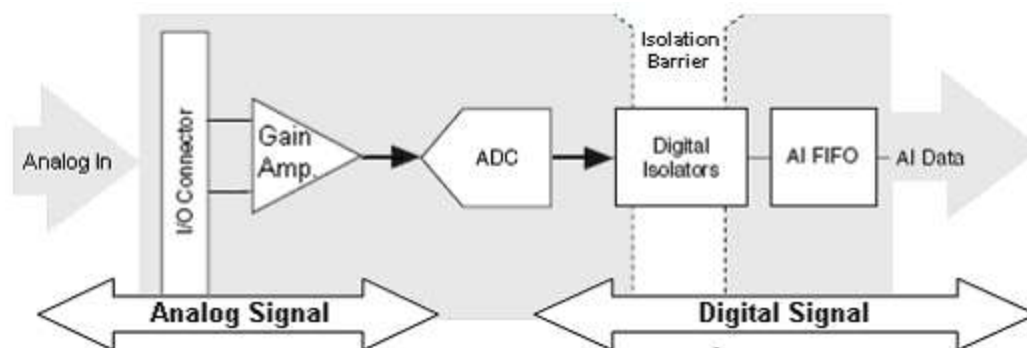 Isolation
Barrier
Analog In
I/O Connector
Gain
Amp.
ADC
Digital
Isolators
AI FIFO
AI Data
Analog Signal
Digital Signal